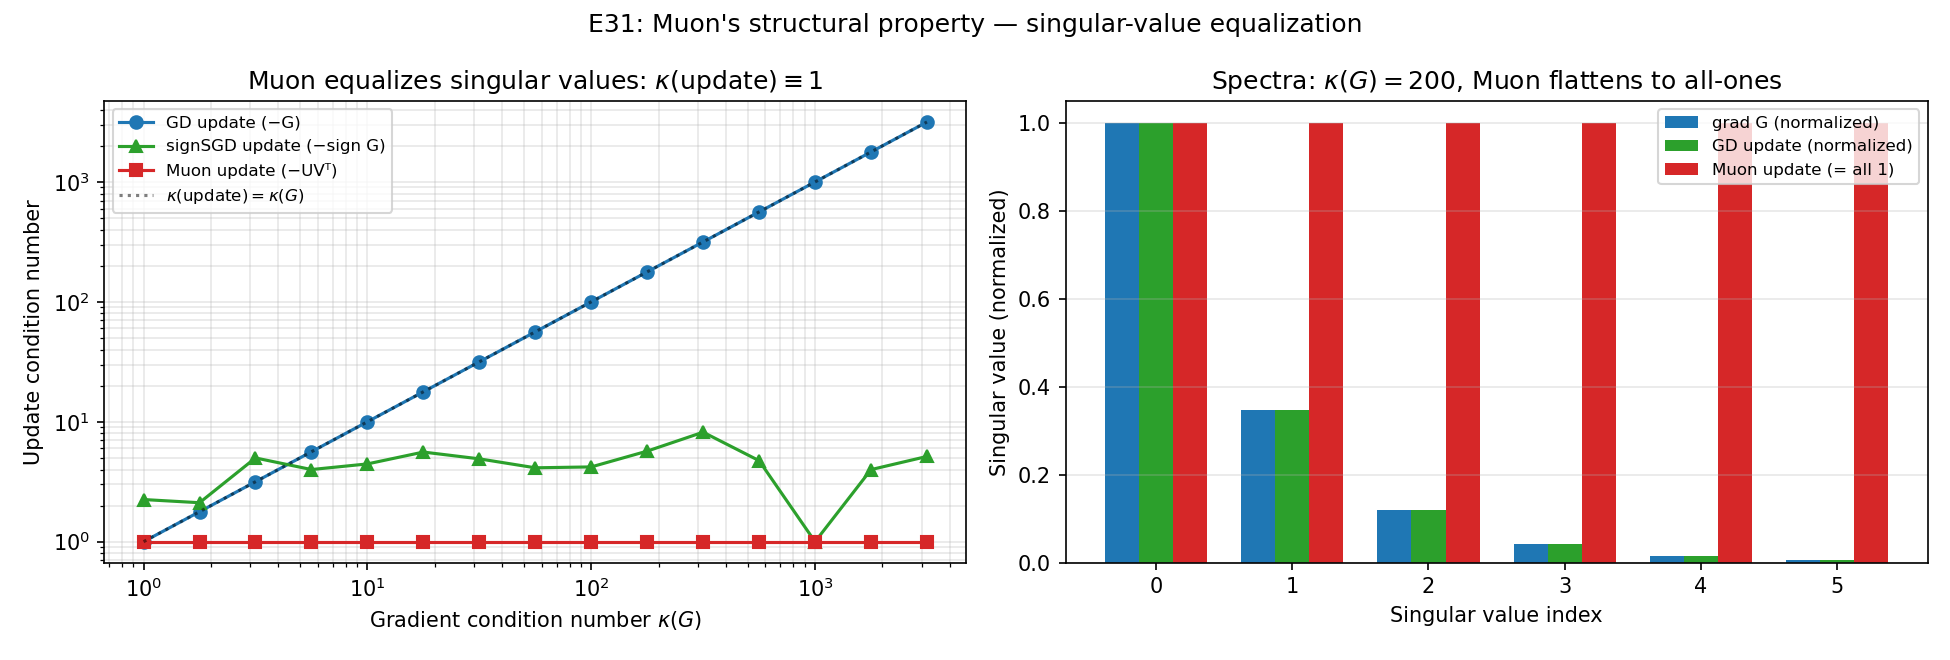 E31: Muon's structural property — singular-value equalization
Muon equalizes singular values: κ(update) ≡ 1
GD update (−G)
signSGD update (−sign G)
Muon update (−UVᵀ)
κ(update) = κ(G)
Update condition number
10³
10²
10¹
10⁰
10⁰ 10¹ 10² 10³
Gradient condition number κ(G)
Spectra: κ(G) = 200, Muon flattens to all-ones
grad G (normalized)
GD update (normalized)
Muon update (= all 1)
Singular value (normalized)
1.0
0.8
0.6
0.4
0.2
0.0
0 1 2 3 4 5
Singular value index